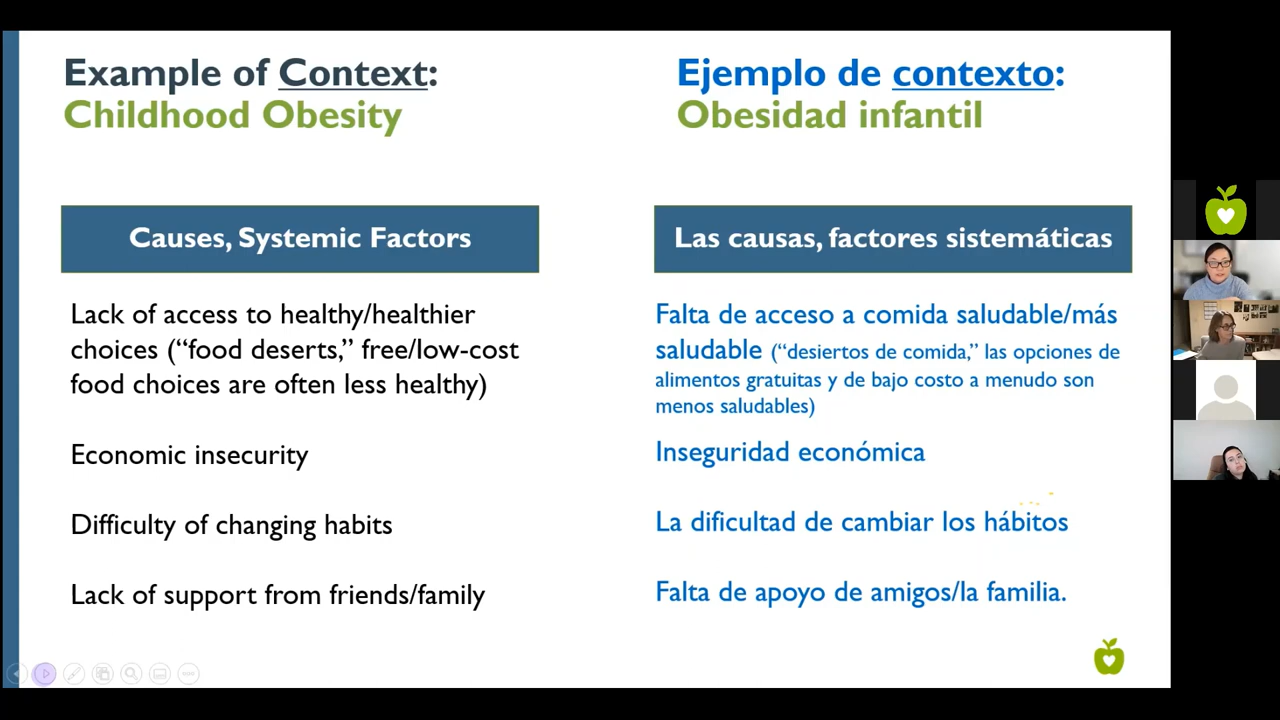 Example of Context:
Childhood Obesity
Causes, Systemic Factors
Lack of access to healthy/healthier
choices (“food deserts,” free/low-cost
food choices are often less healthy)
Economic insecurity
Difficulty of changing habits
Lack of support from friends/family
Ejemplo de contexto:
Obesidad infantil
Las causas, factores sistemáticas
Falta de acceso a comida saludable/más
saludable (“desiertos de comida,” las opciones de
alimentos gratuitas y de bajo costo a menudo son
menos saludables)
Inseguridad económica
La dificultad de cambiar los hábitos
Falta de apoyo de amigos/la familia.